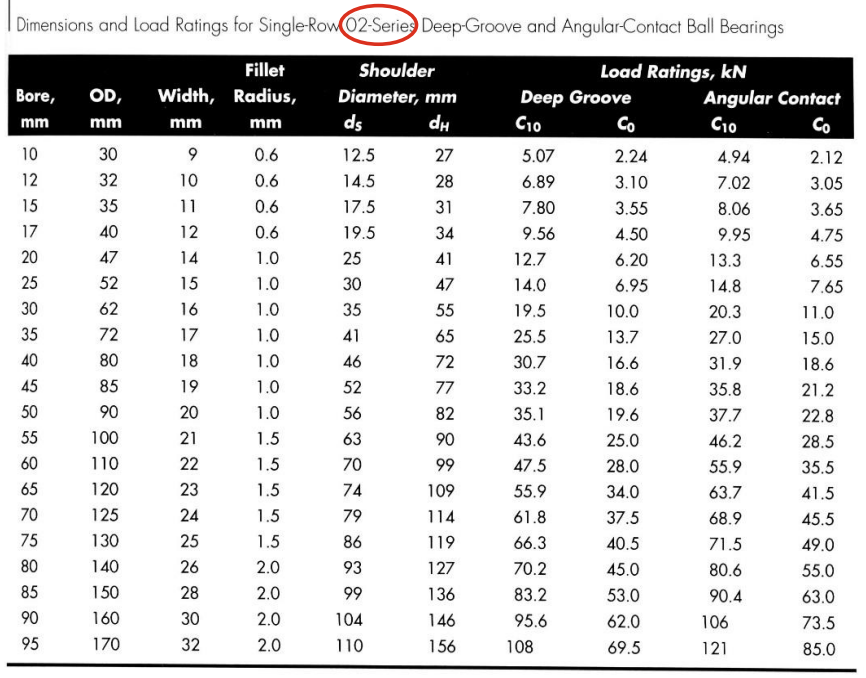 Dimensions and Load Ratings for Single-Row 02-Series Deep-Groove and Angular-Contact Ball Bearings
Fillet Shoulder Load Ratings, kN
Bore, OD, Width, Radius, Diameter, mm Deep Groove Angular Contact
mm mm mm mm dS dH C10 C0 C10 C0
10 30 9 0.6 12.5 27 5.07 2.24 4.94 2.12
12 32 10 0.6 14.5 28 6.89 3.10 7.02 3.05
15 35 11 0.6 17.5 31 7.80 3.55 8.06 3.65
17 40 12 0.6 19.5 34 9.56 4.50 9.95 4.75
20 47 14 1.0 25 41 12.7 6.20 13.3 6.55
25 52 15 1.0 30 47 14.0 6.95 14.8 7.65
30 62 16 1.0 35 55 19.5 10.0 20.3 11.0
35 72 17 1.0 41 65 25.5 13.7 27.0 15.0
40 80 18 1.0 46 72 30.7 16.6 31.9 18.6
45 85 19 1.0 52 77 33.2 18.6 35.8 21.2
50 90 20 1.0 56 82 35.1 19.6 37.7 22.8
55 100 21 1.5 63 90 43.6 25.0 46.2 28.5
60 110 22 1.5 70 99 47.5 28.0 55.9 35.5
65 120 23 1.5 74 109 55.9 34.0 63.7 41.5
70 125 24 1.5 79 114 61.8 37.5 68.9 45.5
75 130 25 1.5 86 119 66.3 40.5 71.5 49.0
80 140 26 2.0 93 127 70.2 45.0 80.6 55.0
85 150 28 2.0 99 136 83.2 53.0 90.4 63.0
90 160 30 2.0 104 146 95.6 62.0 106 73.5
95 170 32 2.0 110 156 108 69.5 121 85.0